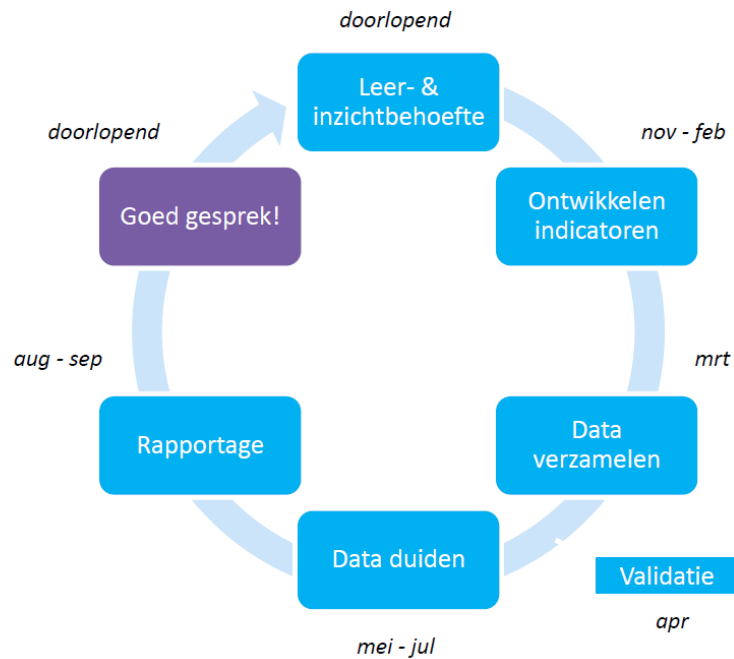 doorlopend
Leer- &
inzichtbehoefte
nov - feb
Ontwikkelen
indicatoren
mrt
Data
verzamelen
Validatie
apr
Data duiden
mei - jul
Rapportage
aug - sep
Goed gesprek!
doorlopend